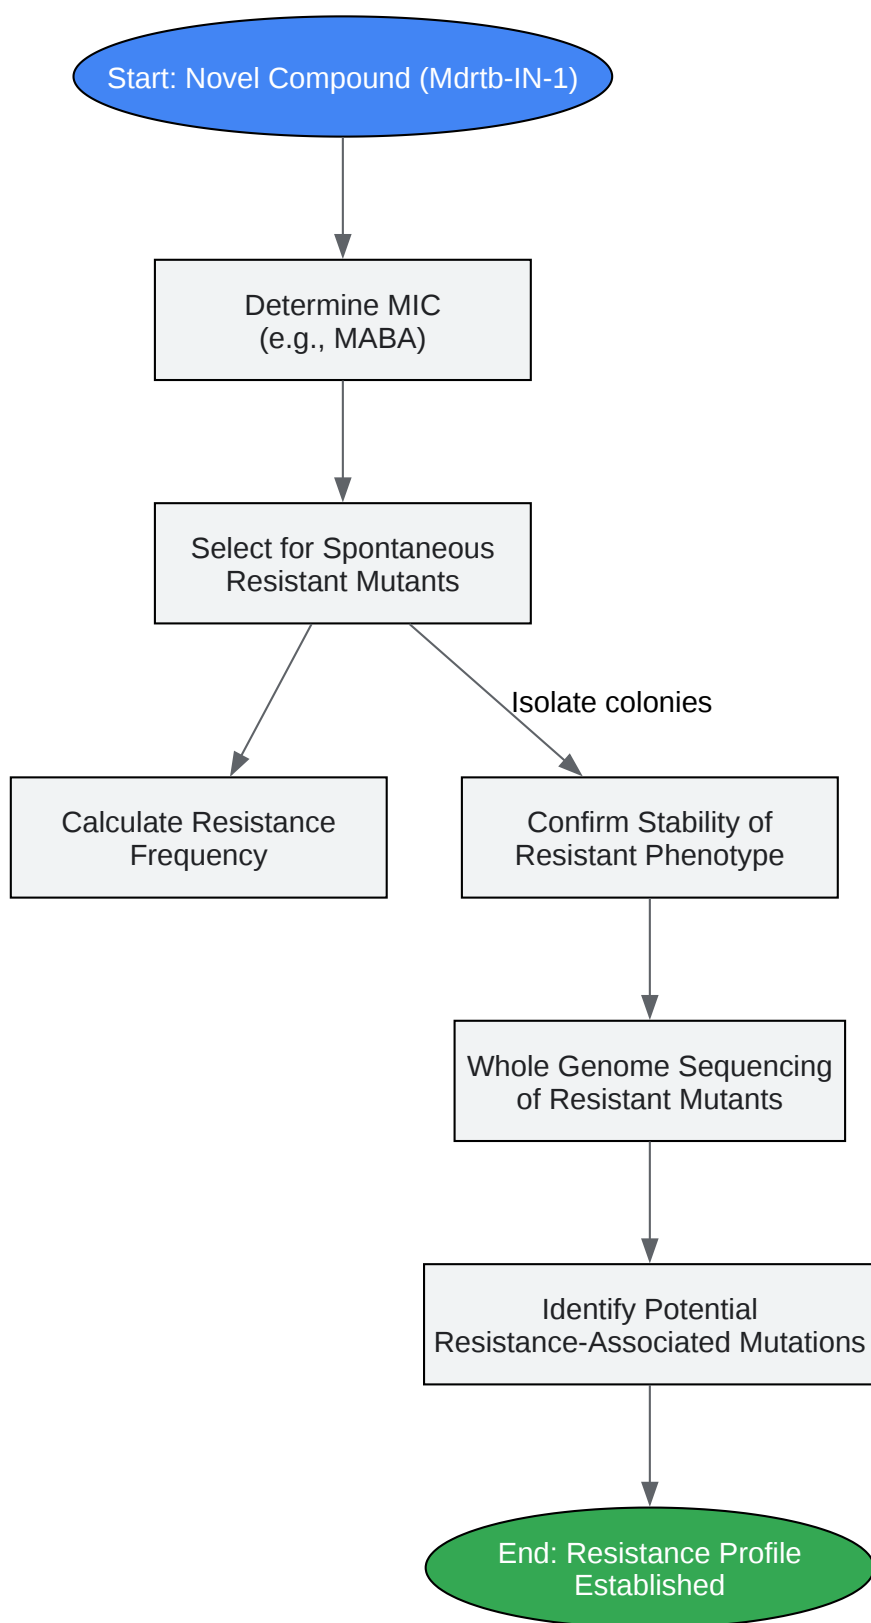 Start: Novel Compound (Mdrtb-IN-1)
Determine MIC
(e.g., MABA)
Select for Spontaneous
Resistant Mutants
Isolate colonies
Calculate Resistance
Frequency
Confirm Stability of
Resistant Phenotype
Whole Genome Sequencing
of Resistant Mutants
Identify Potential
Resistance-Associated Mutations
End: Resistance Profile
Established